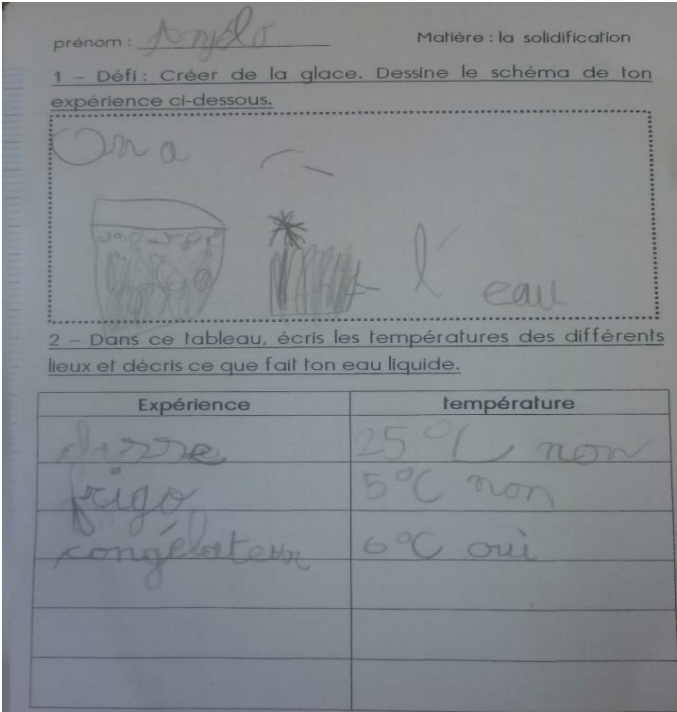 prénom : Angelo Matière : la solidification
1 – Défi : Créer de la glace. Dessine le schéma de ton
expérience ci-dessous.
On a
l' eau
2 – Dans ce tableau, écris les températures des différents
lieux et décris ce que fait ton eau liquide.
Expérience température
25°C non
frigo 5°C non
congélateur 6°C oui